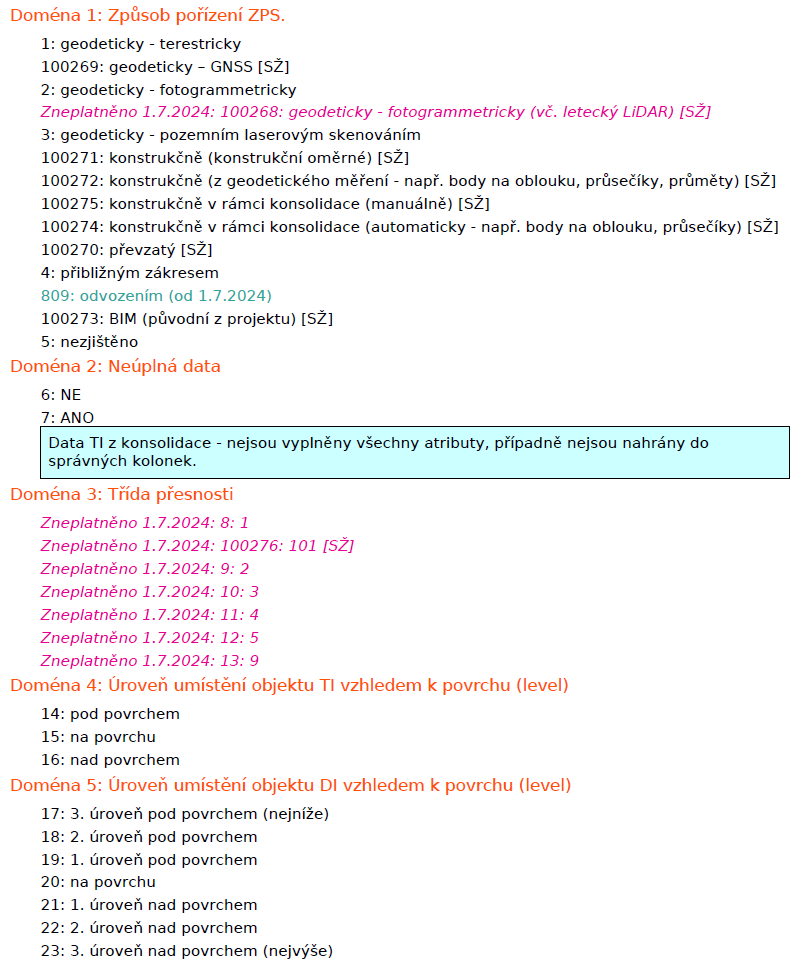 Doména 1: Způsob pořízení ZPS.
1: geodeticky - terestricky
100269: geodeticky – GNSS [SŽ]
2: geodeticky - fotogrammetricky
Zneplatněno 1.7.2024: 100268: geodeticky - fotogrammetricky (vč. letecký LiDAR) [SŽ]
3: geodeticky - pozemním laserovým skenováním
100271: konstrukčně (konstrukční oměrné) [SŽ]
100272: konstrukčně (z geodetického měření - např. body na oblouku, průsečíky, průměty) [SŽ]
100275: konstrukčně v rámci konsolidace (manuálně) [SŽ]
100274: konstrukčně v rámci konsolidace (automaticky - např. body na oblouku, průsečíky) [SŽ]
100270: převzatý [SŽ]
4: přibližným zákresem
809: odvozením (od 1.7.2024)
100273: BIM (původní z projektu) [SŽ]
5: nezjištěno
Doména 2: Neúplná data
6: NE
7: ANO
Data TI z konsolidace - nejsou vyplněny všechny atributy, případně nejsou nahrány do
správných kolonek.
Doména 3: Třída přesnosti
Zneplatněno 1.7.2024: 8: 1
Zneplatněno 1.7.2024: 100276: 101 [SŽ]
Zneplatněno 1.7.2024: 9: 2
Zneplatněno 1.7.2024: 10: 3
Zneplatněno 1.7.2024: 11: 4
Zneplatněno 1.7.2024: 12: 5
Zneplatněno 1.7.2024: 13: 9
Doména 4: Úroveň umístění objektu TI vzhledem k povrchu (level)
14: pod povrchem
15: na povrchu
16: nad povrchem
Doména 5: Úroveň umístění objektu DI vzhledem k povrchu (level)
17: 3. úroveň pod povrchem (nejníže)
18: 2. úroveň pod povrchem
19: 1. úroveň pod povrchem
20: na povrchu
21: 1. úroveň nad povrchem
22: 2. úroveň nad povrchem
23: 3. úroveň nad povrchem (nejvýše)